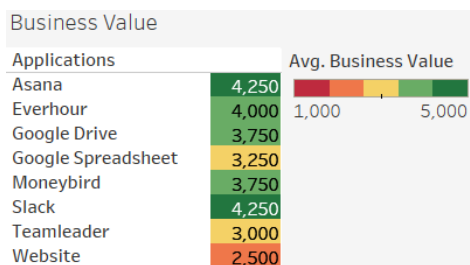 Business Value
Applications
Asana 4,250
Everhour 4,000
Google Drive 3,750
Google Spreadsheet 3,250
Moneybird 3,750
Slack 4,250
Teamleader 3,000
Website 2,500
Avg. Business Value
1,000 5,000